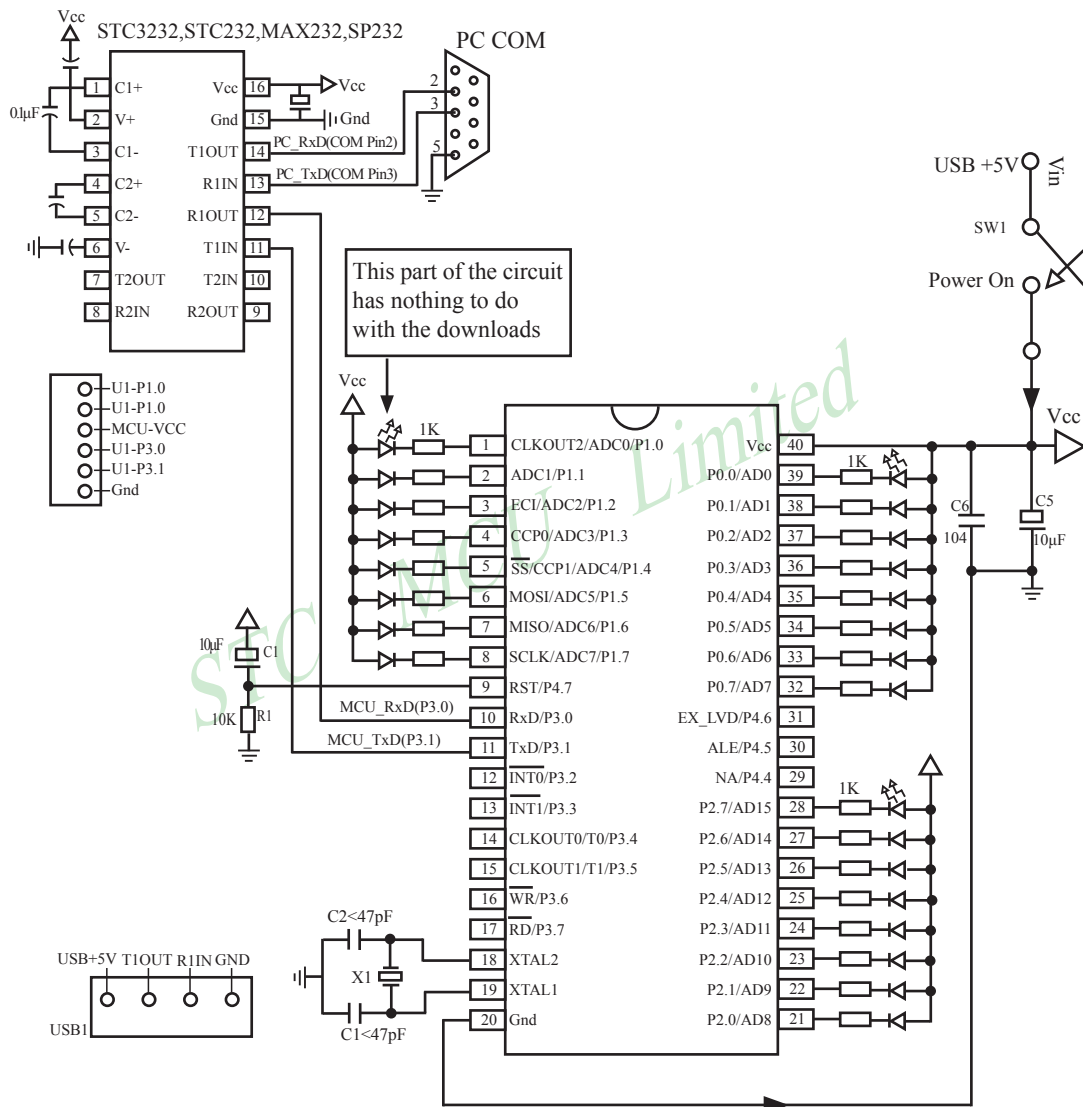 Vcc
STC3232,STC232,MAX232,SP232
PC COM
1 C1+ Vcc 16 Vcc
0.1µF
2 V+ Gnd 15 Gnd
3 C1- T1OUT 14 PC_RxD(COM Pin2)
4 C2+ R1IN 13 PC_TxD(COM Pin3)
5 C2- R1OUT 12
6 V- T1IN 11
7 T2OUT T2IN 10
8 R2IN R2OUT 9
2
3
5
USB +5V
Vin
SW1
Power On
This part of the circuit
has nothing to do
with the downloads
U1-P1.0
U1-P1.0
MCU-VCC
U1-P3.0
U1-P3.1
Gnd
Vcc
Vcc
1K 1 CLKOUT2/ADC0/P1.0 Vcc 40
2 ADC1/P1.1 P0.0/AD0 39 1K
3 ECI/ADC2/P1.2 P0.1/AD1 38
4 CCP0/ADC3/P1.3 P0.2/AD2 37
5 SS/CCP1/ADC4/P1.4 P0.3/AD3 36
6 MOSI/ADC5/P1.5 P0.4/AD4 35
7 MISO/ADC6/P1.6 P0.5/AD5 34
8 SCLK/ADC7/P1.7 P0.6/AD6 33
9 RST/P4.7 P0.7/AD7 32
MCU_RxD(P3.0) 10 RxD/P3.0 EX_LVD/P4.6 31
MCU_TxD(P3.1) 11 TxD/P3.1 ALE/P4.5 30
12 INT0/P3.2 NA/P4.4 29
13 INT1/P3.3 P2.7/AD15 28 1K
14 CLKOUT0/T0/P3.4 P2.6/AD14 27
15 CLKOUT1/T1/P3.5 P2.5/AD13 26
16 WR/P3.6 P2.4/AD12 25
17 RD/P3.7 P2.3/AD11 24
18 XTAL2 P2.2/AD10 23
19 XTAL1 P2.1/AD9 22
20 Gnd P2.0/AD8 21
C6
104
C5
10µF
10µF C1
10K R1
C2<47pF
X1
C1<47pF
USB+5V T1OUT R1IN GND
USB1
STC MCU Limited